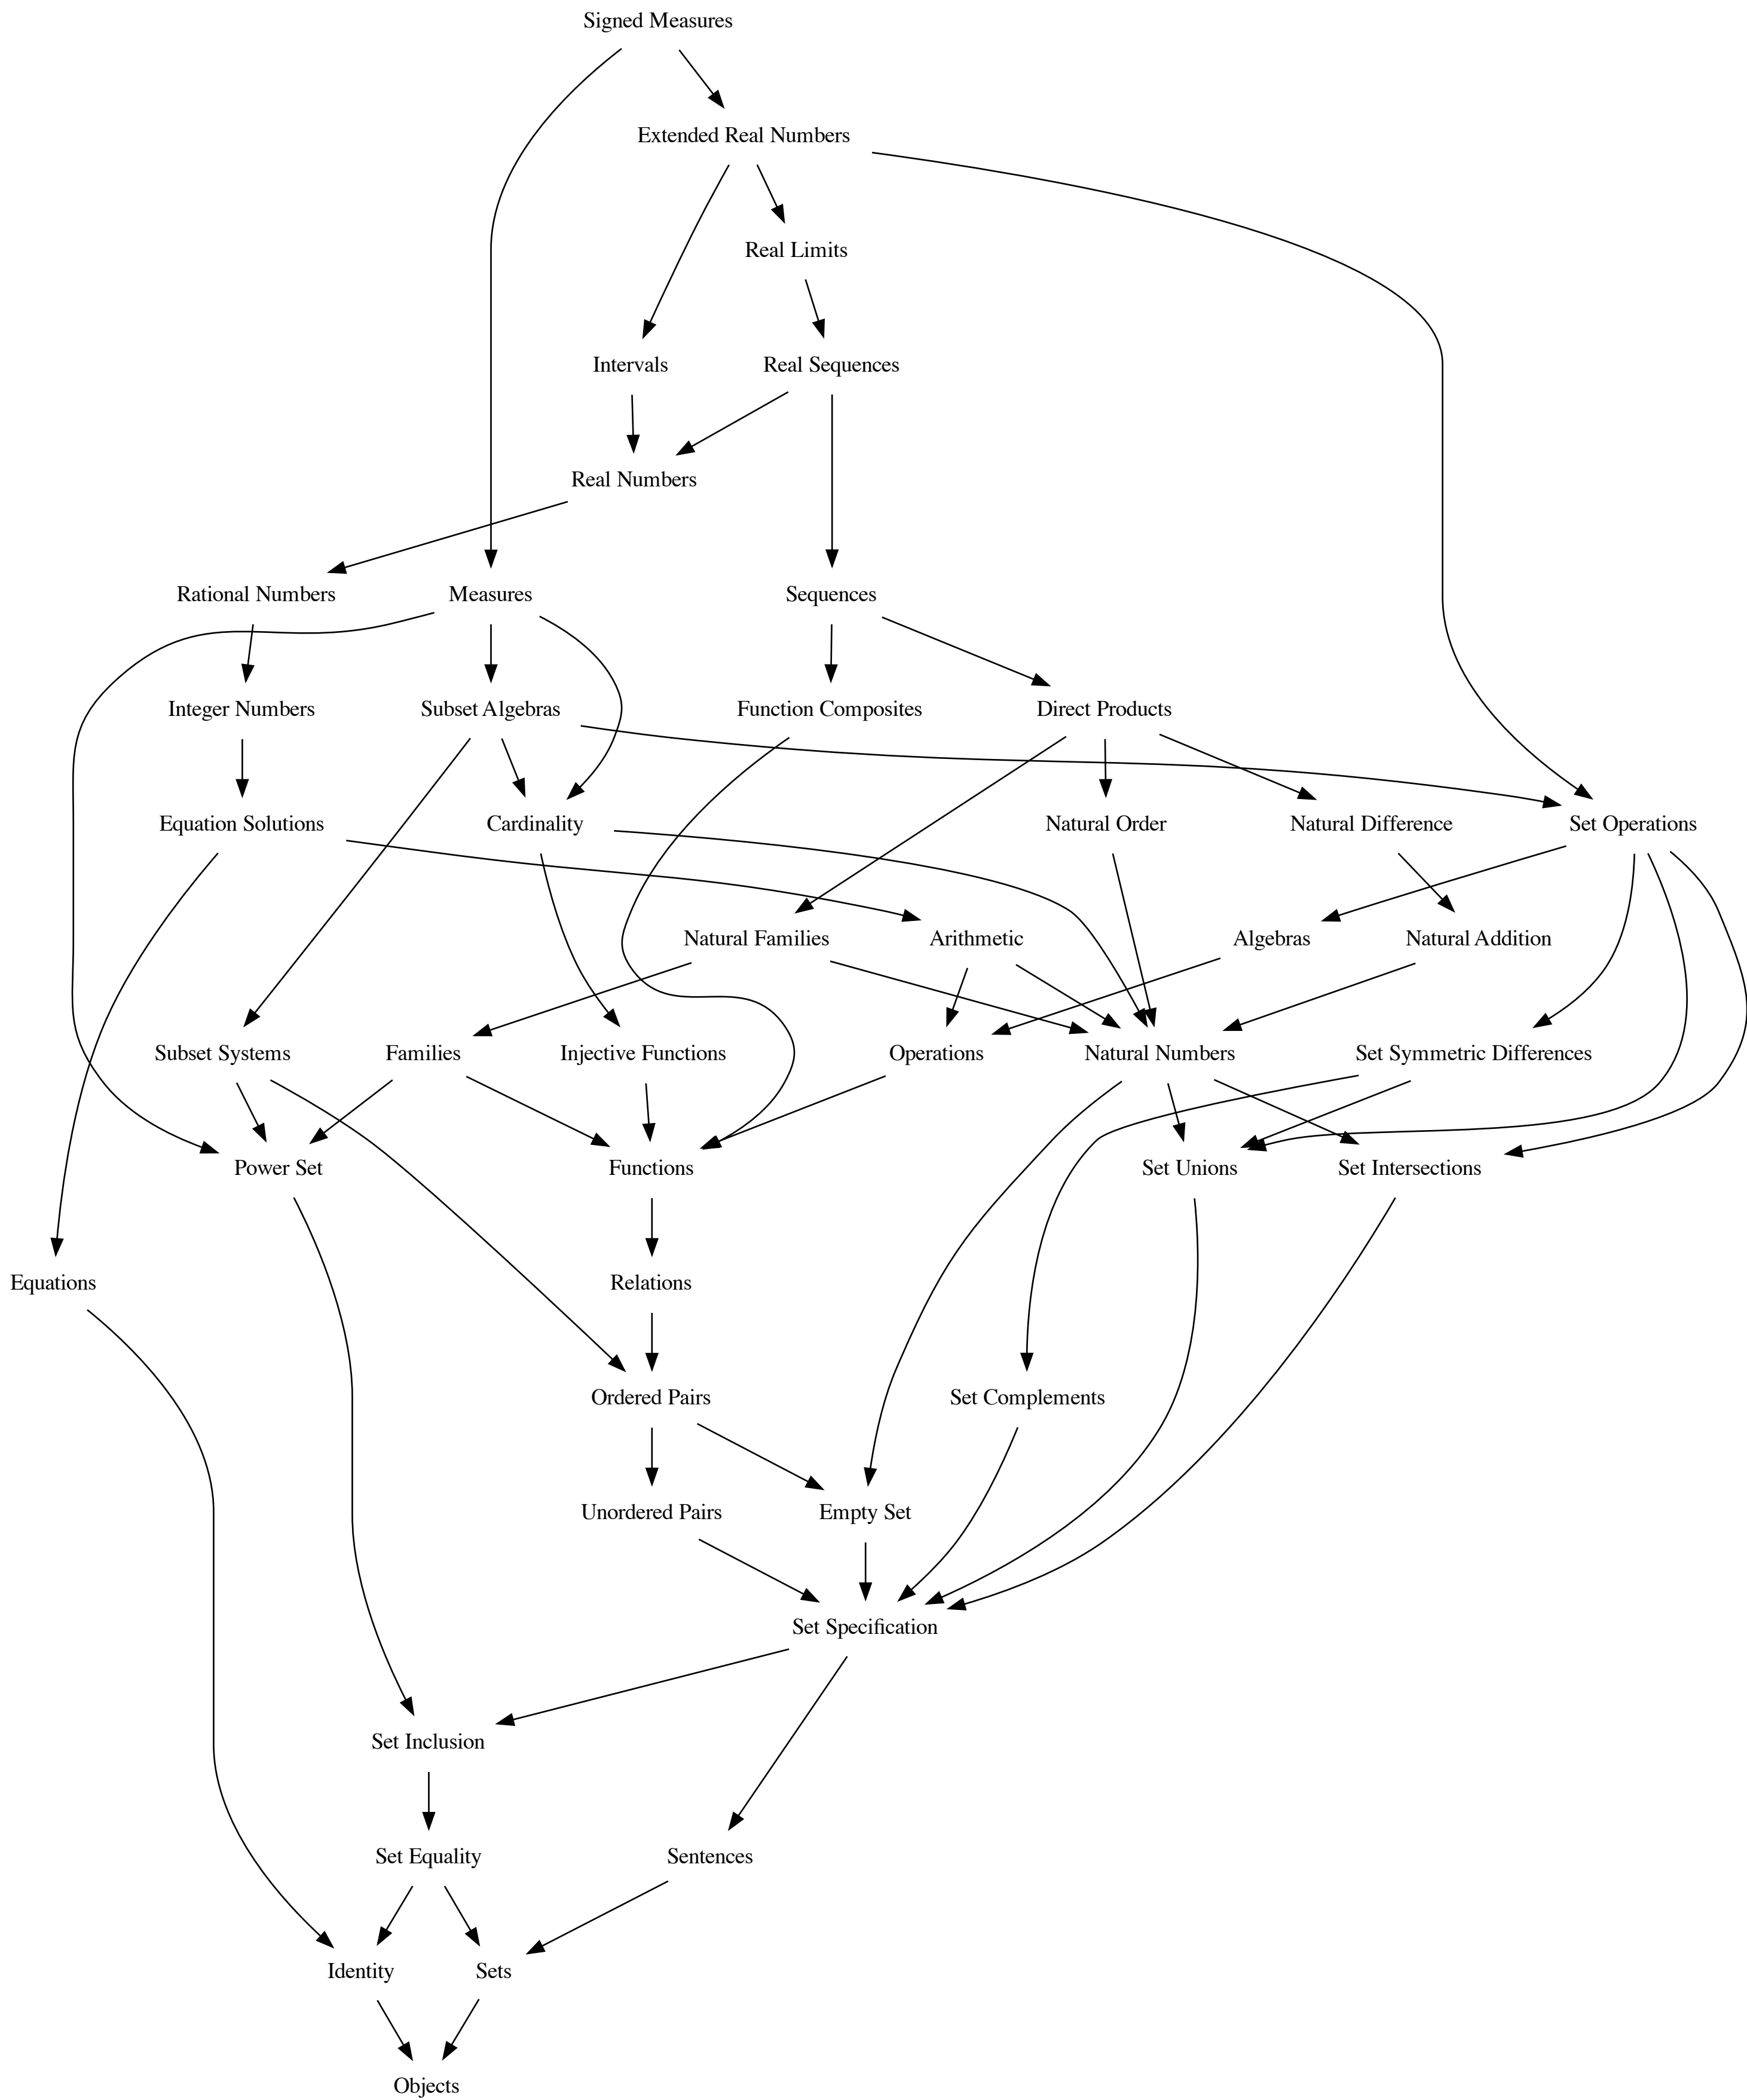 Signed Measures
Extended Real Numbers
Real Limits
Intervals
Real Sequences
Real Numbers
Rational Numbers
Measures
Sequences
Integer Numbers
Subset Algebras
Function Composites
Direct Products
Equation Solutions
Cardinality
Natural Order
Natural Difference
Set Operations
Natural Families
Arithmetic
Algebras
Natural Addition
Subset Systems
Families
Injective Functions
Operations
Natural Numbers
Set Symmetric Differences
Power Set
Functions
Set Unions
Set Intersections
Equations
Relations
Ordered Pairs
Set Complements
Unordered Pairs
Empty Set
Set Specification
Set Inclusion
Set Equality
Sentences
Identity
Sets
Objects